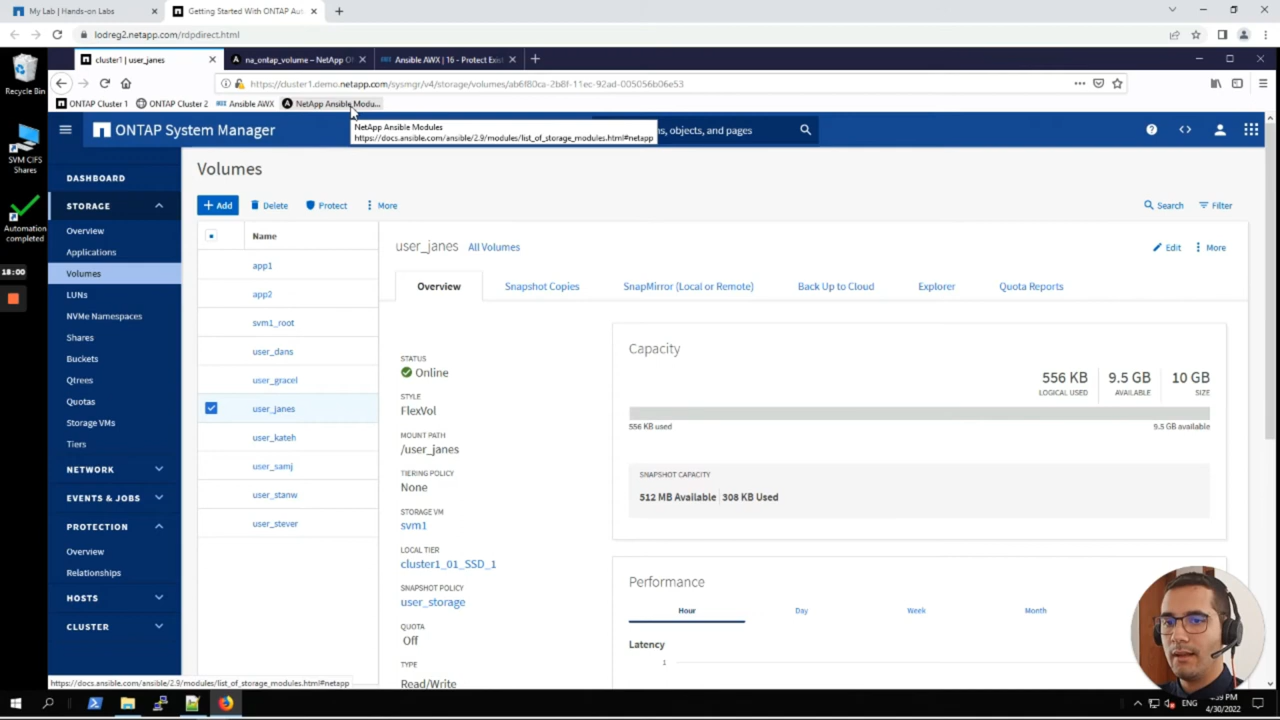 My Lab | Hands-on Labs
Getting Started With ONTAP Au
lodreg2.netapp.com/rdpdirect.html
Recycle Bin
SVM CIFS
Shares
Automation
completed
18:00
cluster1 | user_janes
na_ontap_volume – NetApp O
Ansible AWX | 16 - Protect Exis
https://cluster1.demo.netapp.com/sysmgr/v4/storage/volumes/ab6f80ca-2b8f-11ec-92ad-005056b06e53
ONTAP Cluster 1
ONTAP Cluster 2
Ansible AWX
NetApp Ansible Modu...
NetApp Ansible Modules
https://docs.ansible.com/ansible/2.9/modules/list_of_storage_modules.html#netapp
ONTAP System Manager
ns, objects, and pages
DASHBOARD
STORAGE
Overview
Applications
Volumes
LUNs
NVMe Namespaces
Shares
Buckets
Qtrees
Quotas
Storage VMs
Tiers
NETWORK
EVENTS & JOBS
PROTECTION
Overview
Relationships
HOSTS
CLUSTER
Volumes
+ Add
Delete
Protect
More
Search
Filter
Name
app1
app2
svm1_root
user_dans
user_gracel
user_janes
user_kateh
user_samj
user_stanw
user_stever
user_janes
All Volumes
Edit
More
Overview
Snapshot Copies
SnapMirror (Local or Remote)
Back Up to Cloud
Explorer
Quota Reports
STATUS
Online
STYLE
FlexVol
MOUNT PATH
/user_janes
TIERING POLICY
None
STORAGE VM
svm1
LOCAL TIER
cluster1_01_SSD_1
SNAPSHOT POLICY
user_storage
QUOTA
Off
TYPE
Read/Write
Capacity
556 KB
LOGICAL USED
9.5 GB
AVAILABLE
10 GB
SIZE
556 KB used
9.5 GB available
SNAPSHOT CAPACITY
512 MB Available
308 KB Used
Performance
Hour
Day
Week
Month
Latency
1
https://docs.ansible.com/ansible/2.9/modules/list_of_storage_modules.html#netapp
ENG
4/30/2022